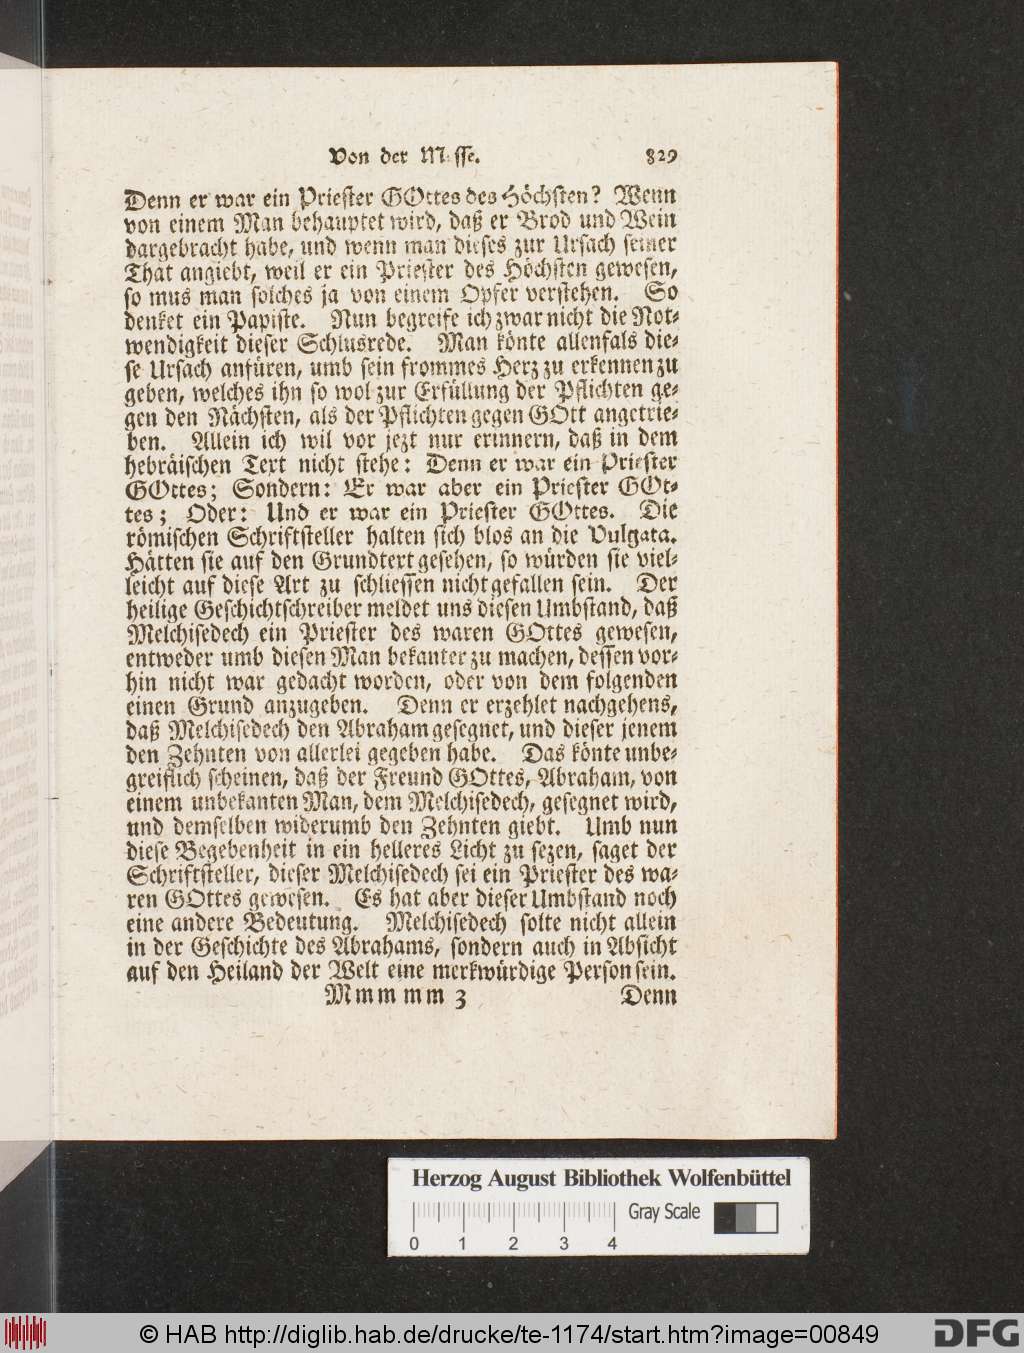 Von der Messe. 829
Denn er war ein Priester GOttes des Höchsten? Wenn
von einem Man behauptet wird, daß er Brod und Wein
dargebracht habe, und wenn man dieses zur Ursach seiner
That angiebt, weil er ein Priester des Höchsten gewesen,
so mus man solches ja von einem Opfer verstehen. So
denket ein Papiste. Nun begreife ich zwar nicht die Not-
wendigkeit dieser Schlusrede. Man könte allenfals die-
se Ursach anfüren, umb sein frommes Herz zu erkennen zu
geben, welches ihn so wol zur Erfüllung der Pflichten ge-
gen den Nächsten, als der Pflichten gegen GOtt angetrie-
ben. Allein ich wil vor jezt nur erinnern, daß in dem
hebräischen Text nicht stehe: Denn er war ein Priester
GOttes; Sondern: Er war aber ein Priester GOt-
tes; Oder: Und er war ein Priester GOttes. Die
römischen Schriftsteller halten sich blos an die Vulgata.
Hätten sie auf den Grundtext gesehen, so würden sie viel-
leicht auf diese Art zu schliessen nicht gefallen sein. Der
heilige Geschichtschreiber meldet uns diesen Umbstand, daß
Melchisedech ein Priester des waren GOttes gewesen,
entweder umb diesen Man bekanter zu machen, dessen vor-
hin nicht war gedacht worden, oder von dem folgenden
einen Grund anzugeben. Denn er erzehlet nachgehens,
daß Melchisedech den Abraham gesegnet, und dieser jenem
den Zehnten von allerlei gegeben habe. Das könte unbe-
greiflich scheinen, daß der Freund GOttes, Abraham, von
einem unbekanten Man, dem Melchisedech, gesegnet wird,
und demselben widerumb den Zehnten giebt. Umb nun
diese Begebenheit in ein helleres Licht zu sezen, saget der
Schriftsteller, dieser Melchisedech sei ein Priester des wa-
ren GOttes gewesen. Es hat aber dieser Umbstand noch
eine andere Bedeutung. Melchisedech solte nicht allein
in der Geschichte des Abrahams, sondern auch in Absicht
auf den Heiland der Welt eine merkwürdige Person sein.
Mmmmm 3 Denn
Herzog August Bibliothek Wolfenbüttel
Gray Scale
0 1 2 3 4
© HAB http://diglib.hab.de/drucke/te-1174/start.htm?image=00849
DFG